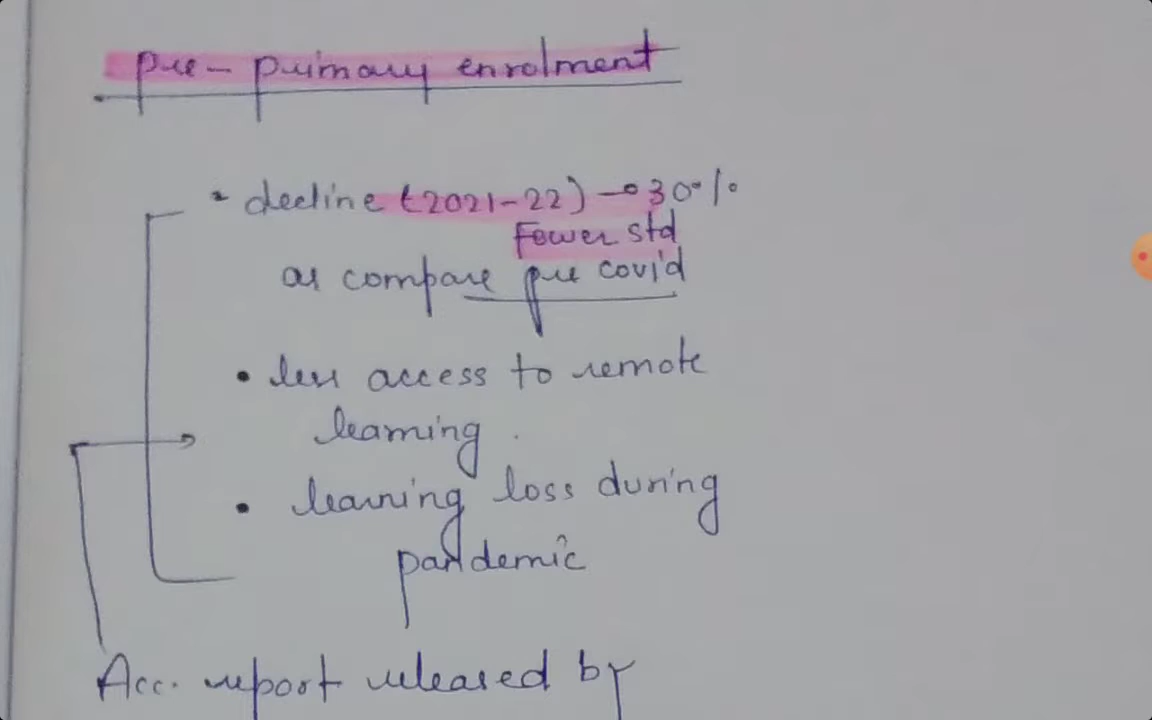 pre-primary enrolment
decline (2021-22) → 30%
Fewer std
as compare pre covid
• less access to remote
learning.
• learning loss during
pandemic
Acc. report released by